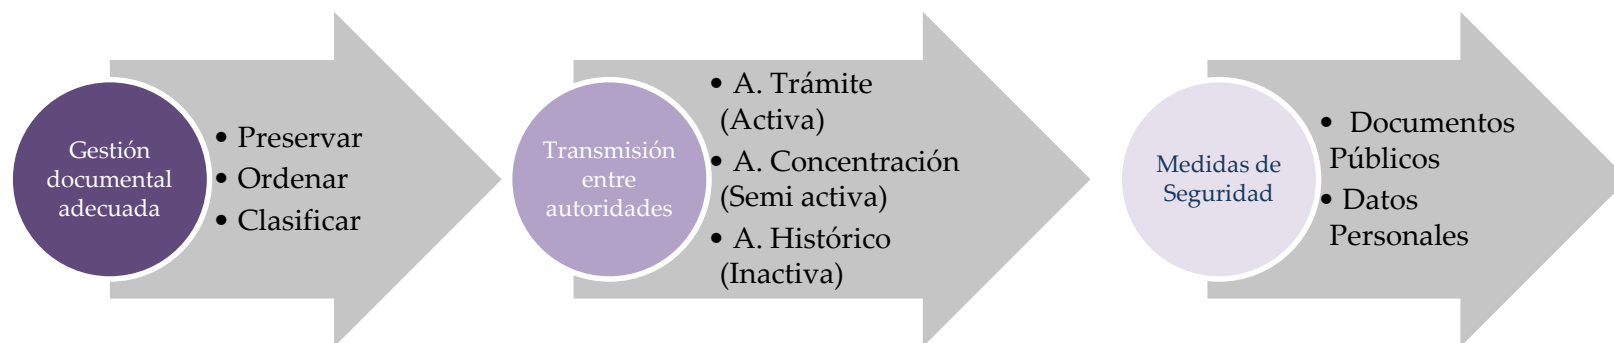 Gestión
documental
adecuada
• Preservar
• Ordenar
• Clasificar
Transmisión
entre
autoridades
• A. Trámite
(Activa)
• A. Concentración
(Semi activa)
• A. Histórico
(Inactiva)
Medidas de
Seguridad
• Documentos
Públicos
• Datos
Personales